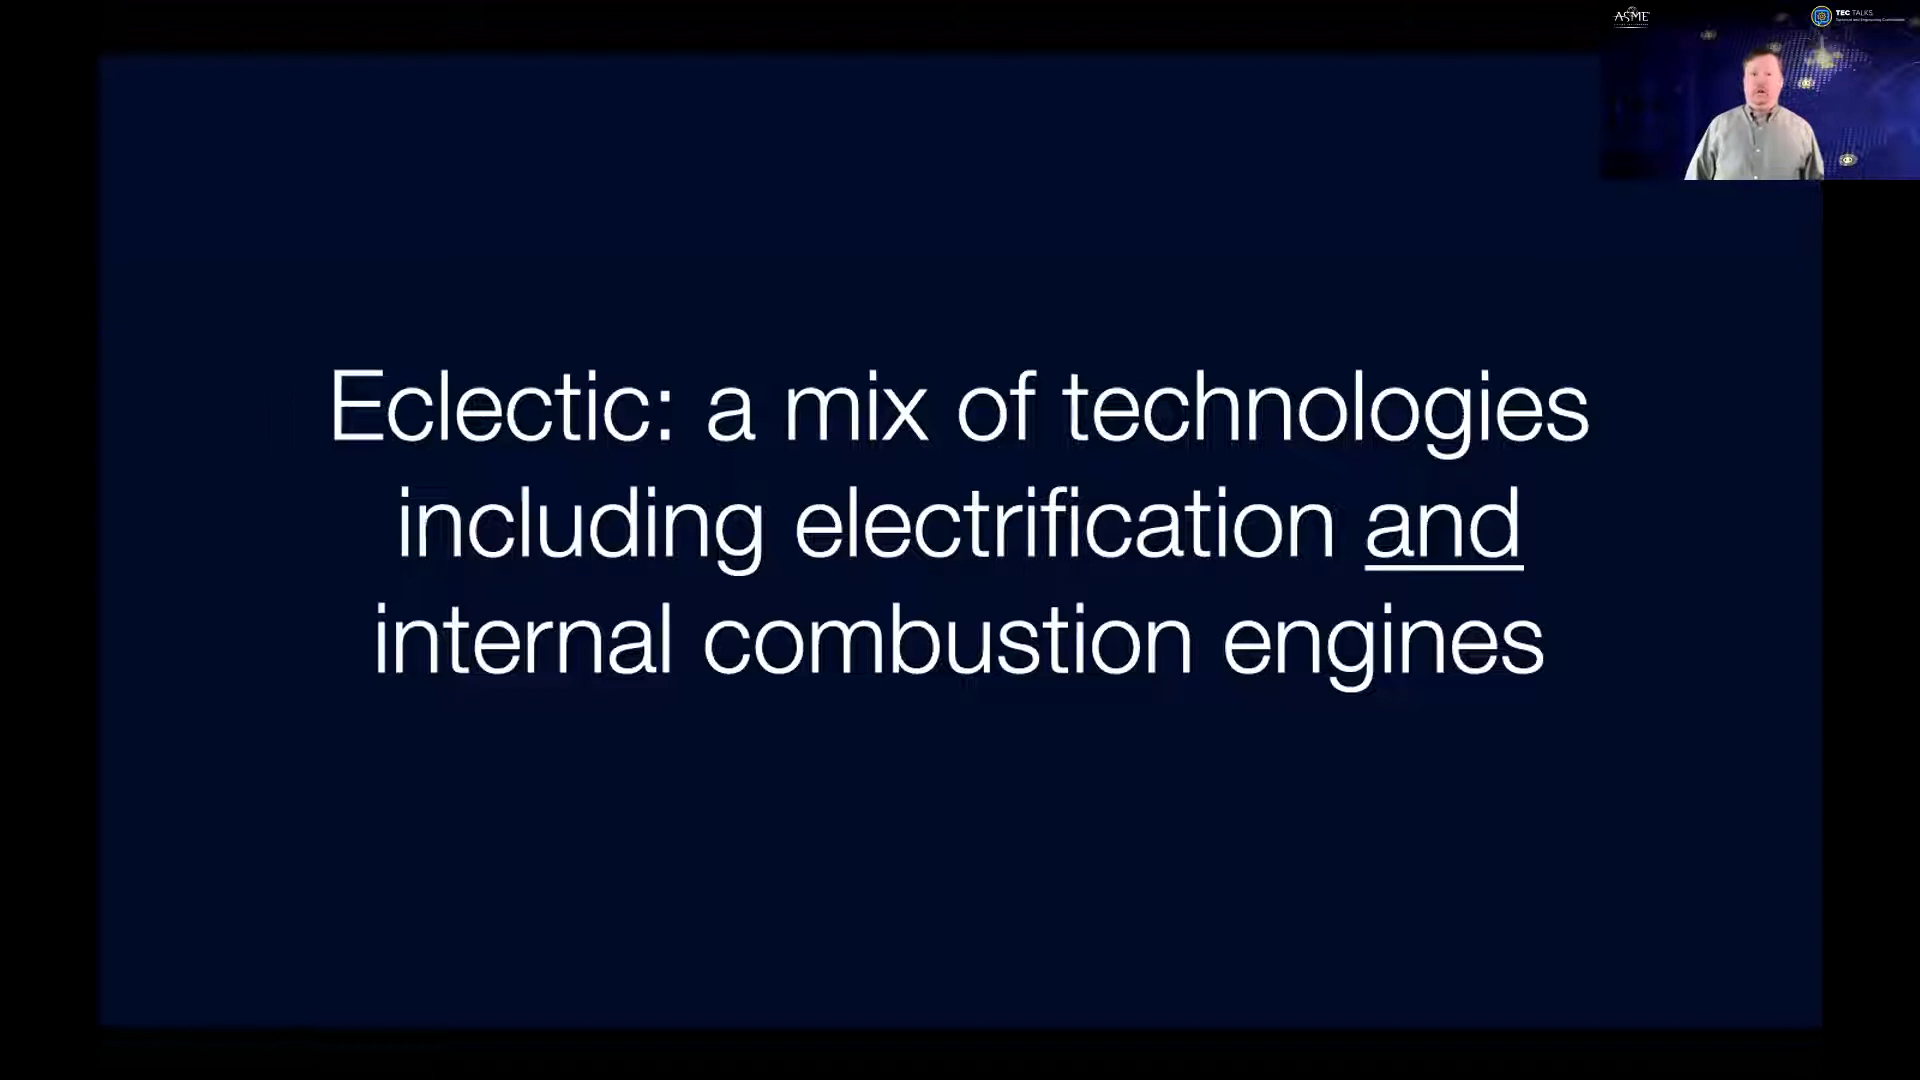 ASME
TEC TALKS
Eclectic: a mix of technologies
including electrification and
internal combustion engines